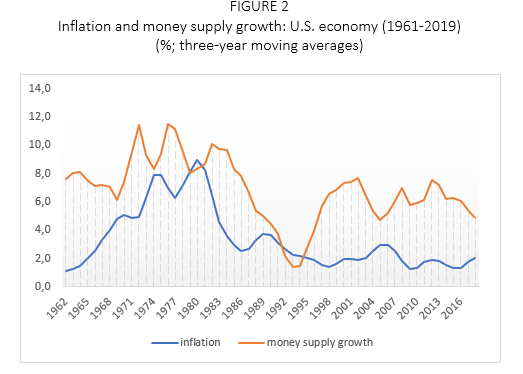 FIGURE 2
Inflation and money supply growth: U.S. economy (1961-2019)
(%; three-year moving averages)
14,0
12,0
10,0
8,0
6,0
4,0
2,0
0,0
1962 1965 1968 1971 1974 1977 1980 1983 1986 1989 1992 1995 1998 2001 2004 2007 2010 2013 2016
inflation money supply growth